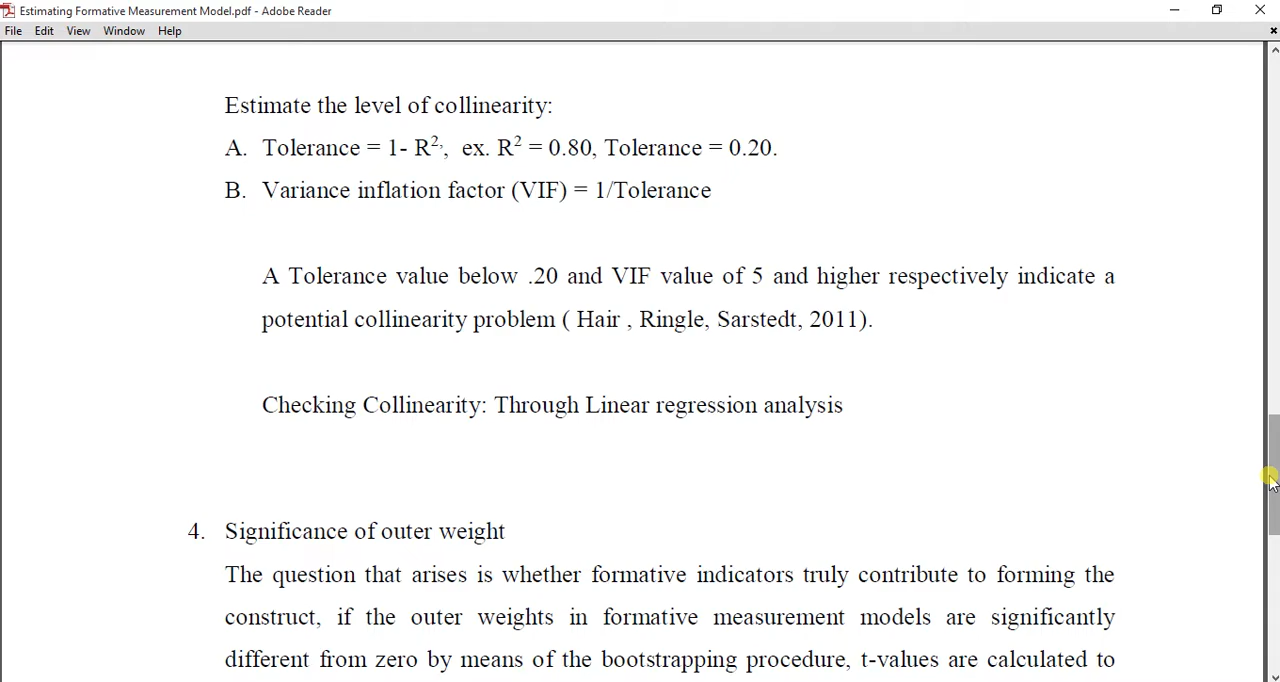 Estimating Formative Measurement Model.pdf - Adobe Reader
File Edit View Window Help
Estimate the level of collinearity:
A. Tolerance = 1- R²,, ex. R² = 0.80, Tolerance = 0.20.
B. Variance inflation factor (VIF) = 1/Tolerance
A Tolerance value below .20 and VIF value of 5 and higher respectively indicate a
potential collinearity problem ( Hair , Ringle, Sarstedt, 2011).
Checking Collinearity: Through Linear regression analysis
4. Significance of outer weight
The question that arises is whether formative indicators truly contribute to forming the
construct, if the outer weights in formative measurement models are significantly
different from zero by means of the bootstrapping procedure, t-values are calculated to